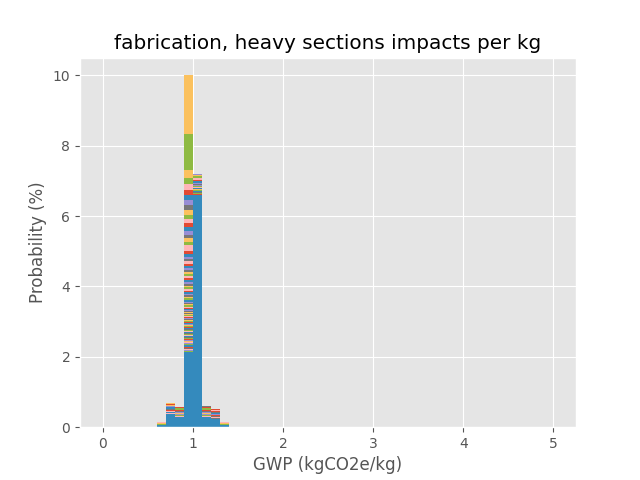 fabrication, heavy sections impacts per kg
10
8
6
4
2
0
Probability (%)
0 1 2 3 4 5
GWP (kgCO2e/kg)